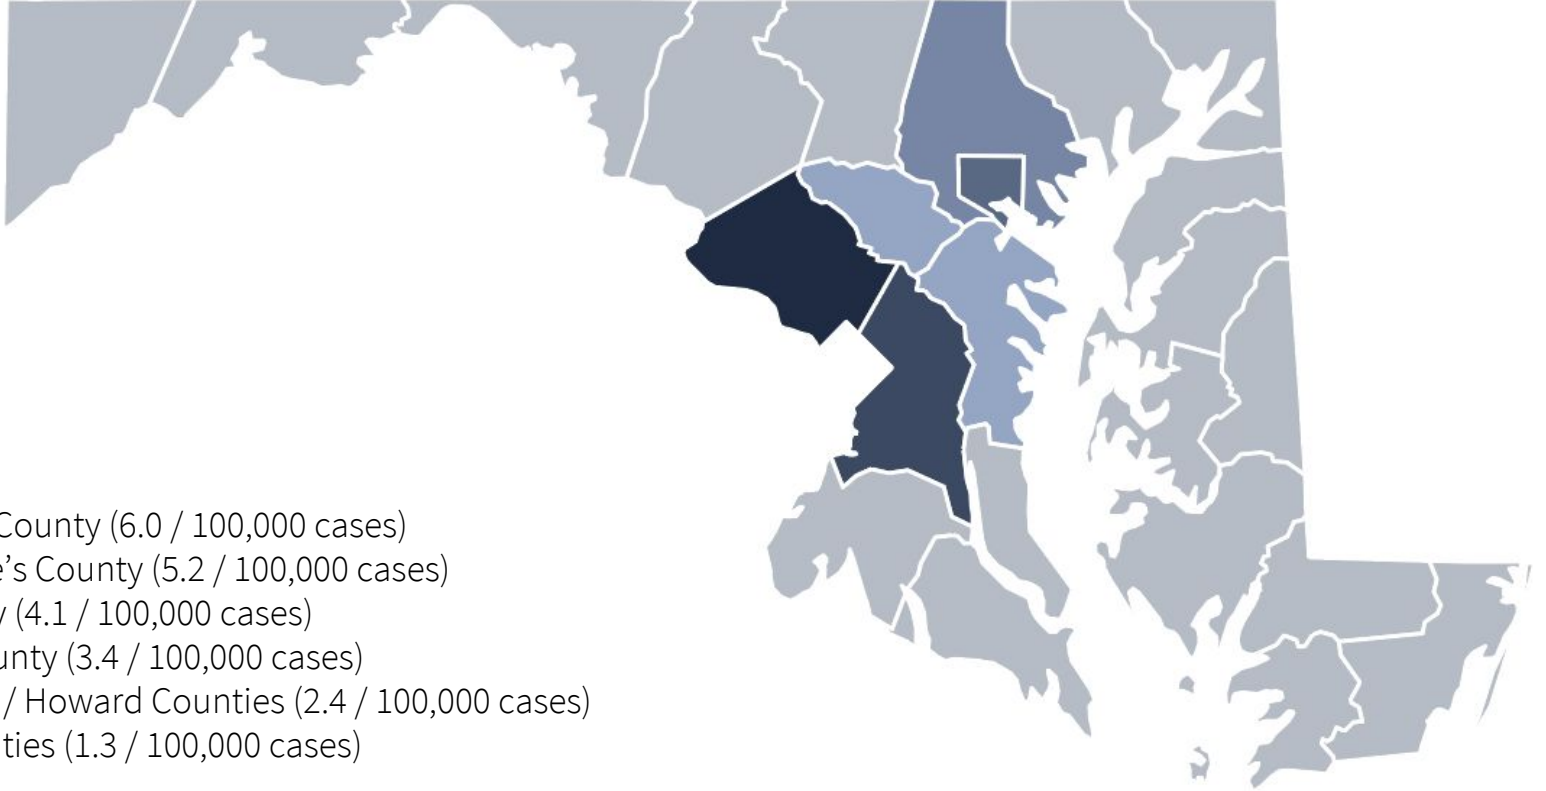 County (6.0 / 100,000 cases)
e’s County (5.2 / 100,000 cases)
y (4.1 / 100,000 cases)
unty (3.4 / 100,000 cases)
/ Howard Counties (2.4 / 100,000 cases)
ties (1.3 / 100,000 cases)